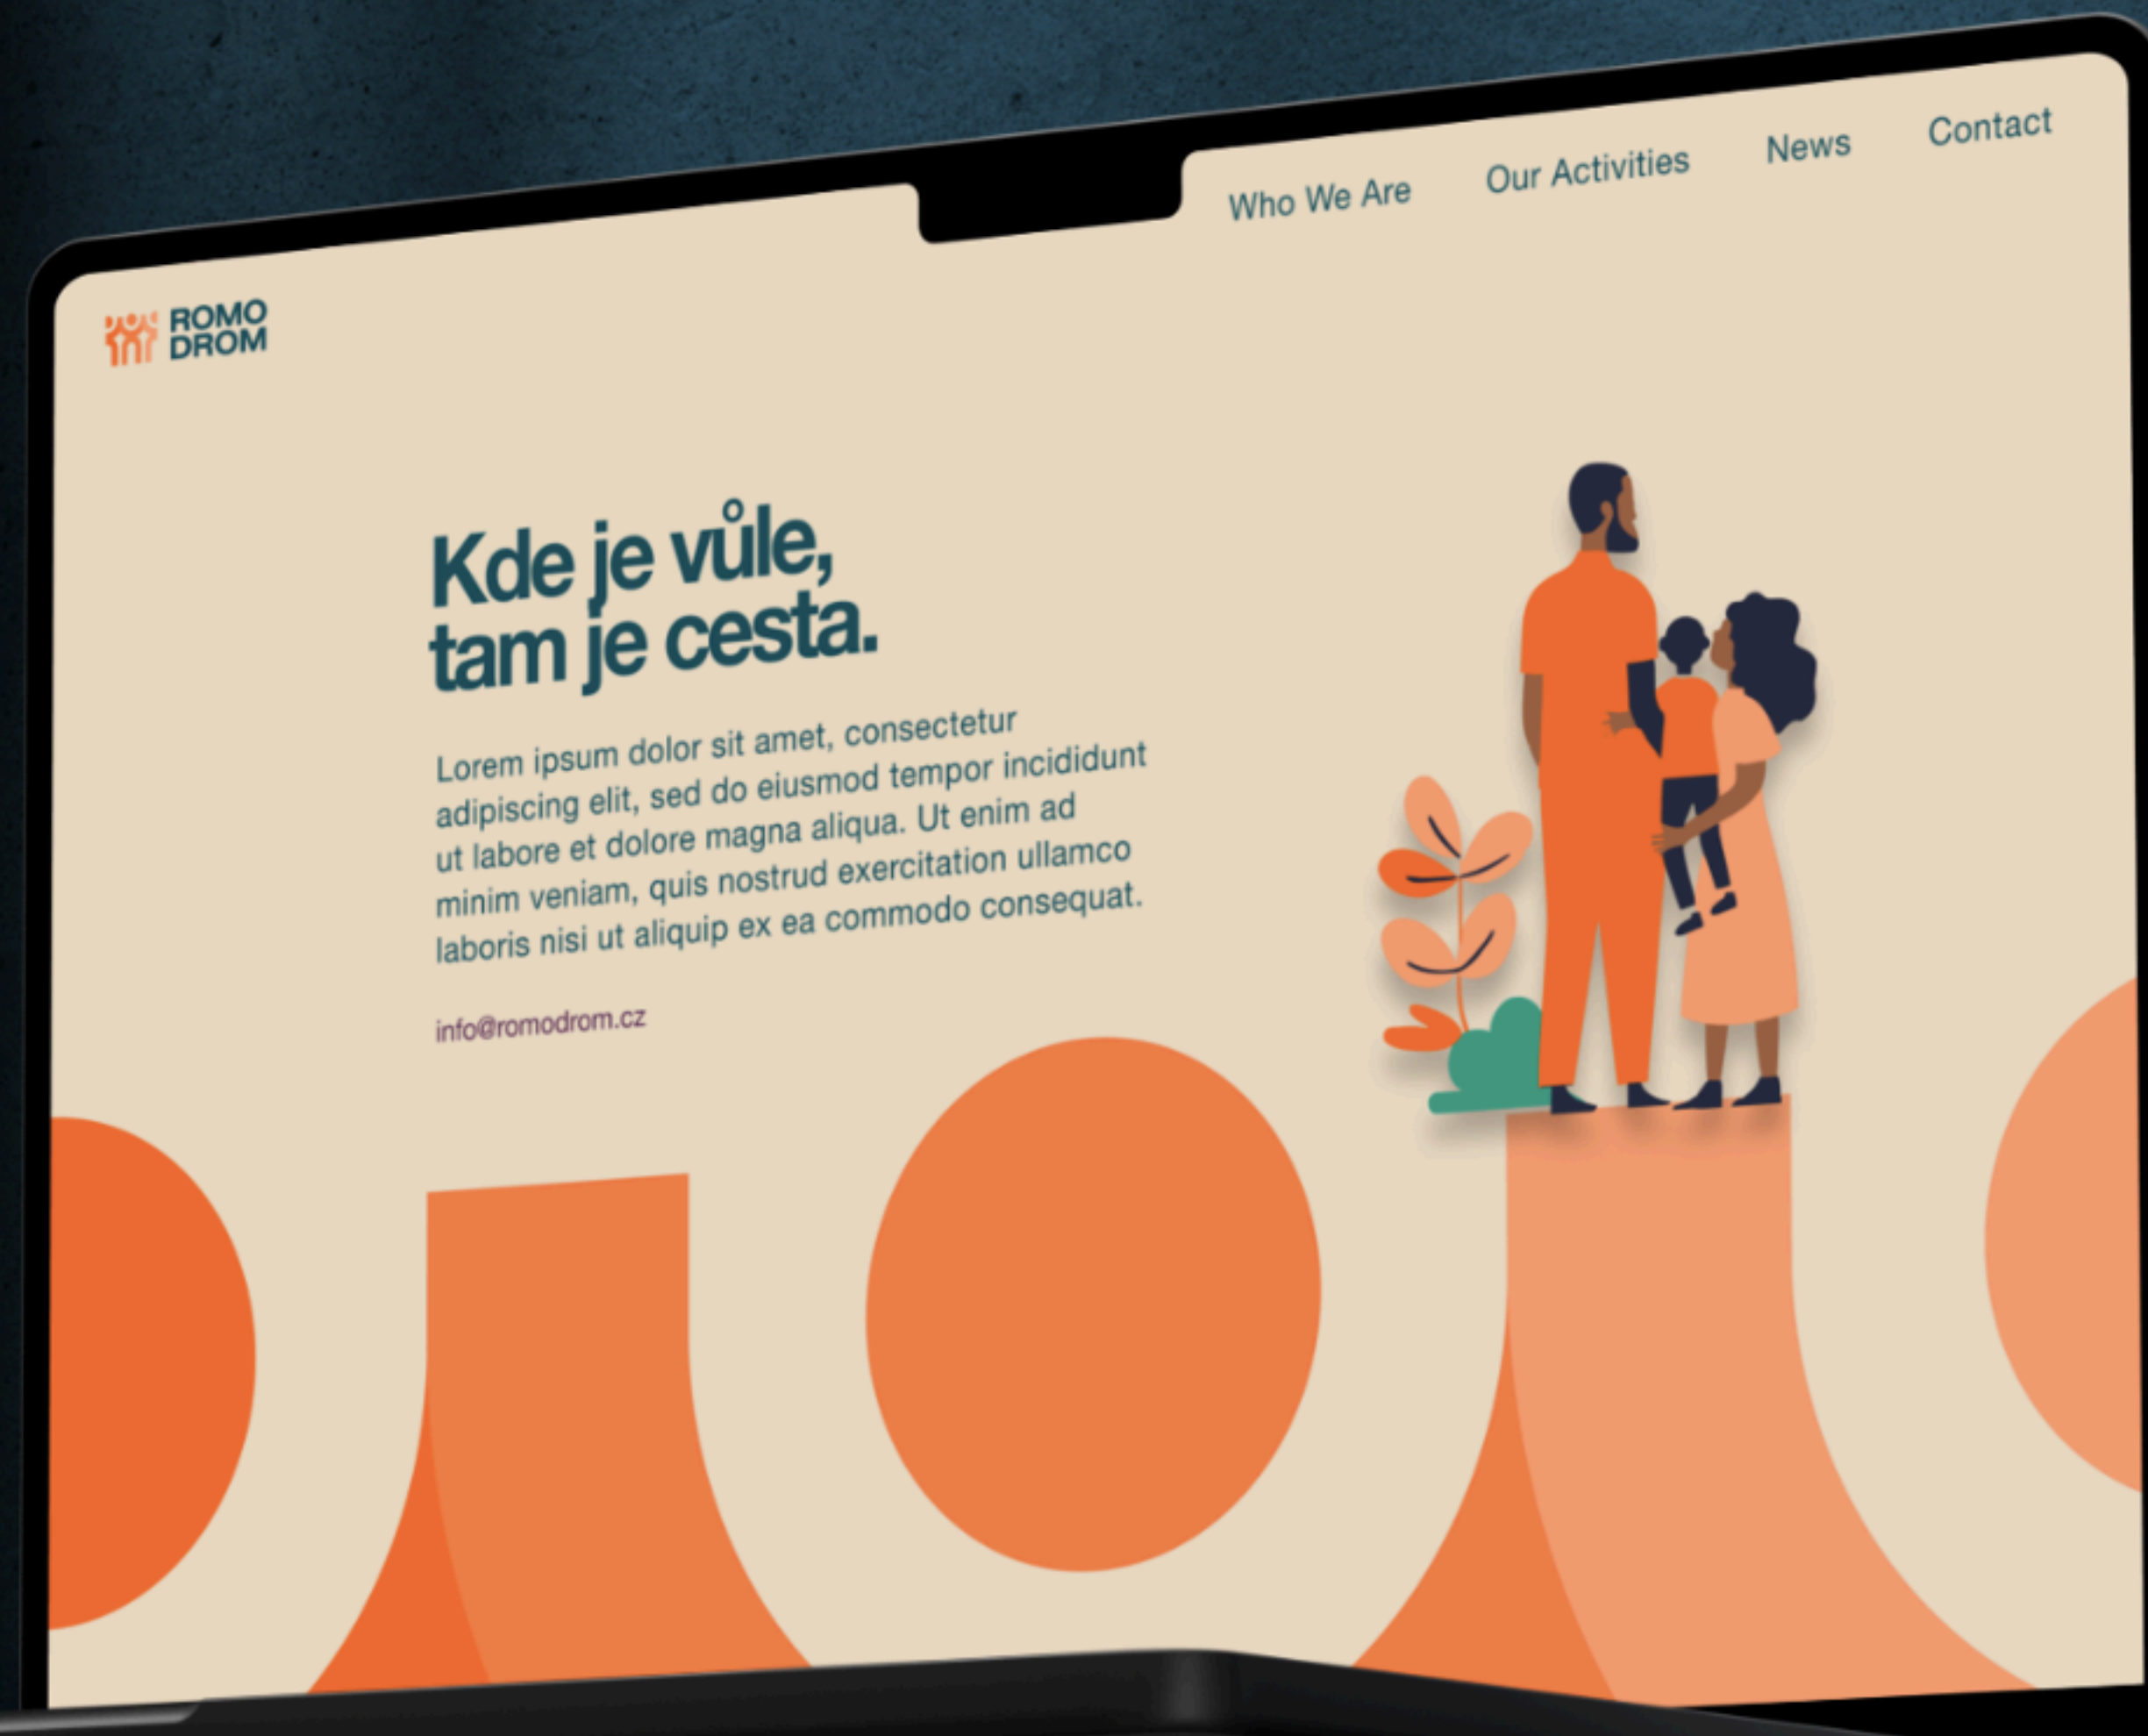 Who We Are
Our Activities
News
Contact
ROMO
DROM
Kde je vůle,
tam je cesta.
Lorem ipsum dolor sit amet, consectetur
adipiscing elit, sed do eiusmod tempor incididunt
ut labore et dolore magna aliqua. Ut enim ad
minim veniam, quis nostrud exercitation ullamco
laboris nisi ut aliquip ex ea commodo consequat.
info@romodrom.cz